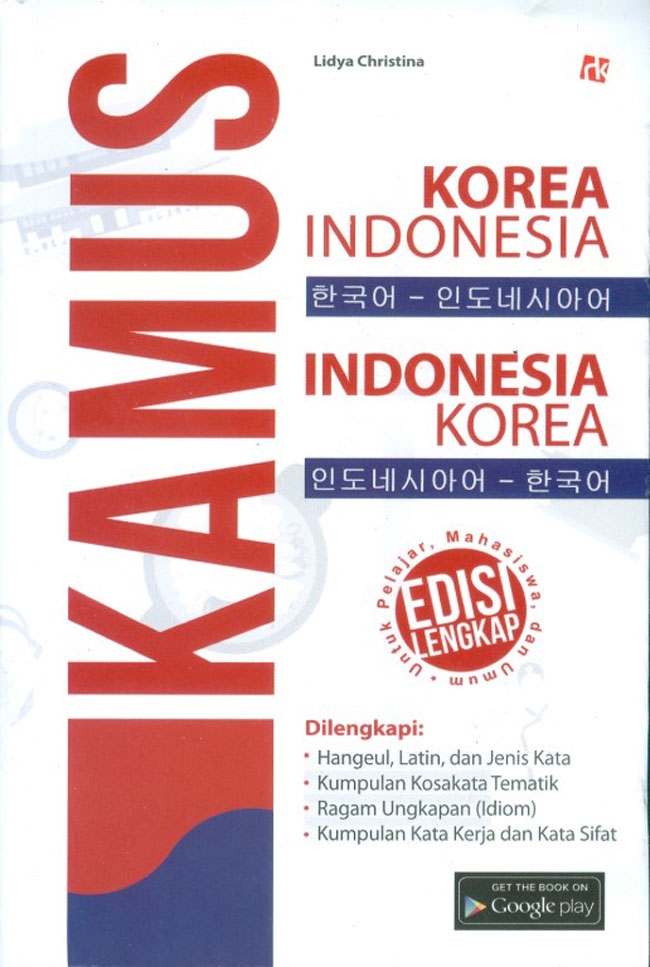 Lidya Christina
rk
KAMUS
KOREA
INDONESIA
한국어 – 인도네시아어
INDONESIA
KOREA
인도네시아어 – 한국어
Untuk Pelajar, Mahasiswa, dan Umum •
EDISI
LENGKAP
Dilengkapi:
• Hangeul, Latin, dan Jenis Kata
• Kumpulan Kosakata Tematik
• Ragam Ungkapan (Idiom)
• Kumpulan Kata Kerja dan Kata Sifat
GET THE BOOK ON
Google play